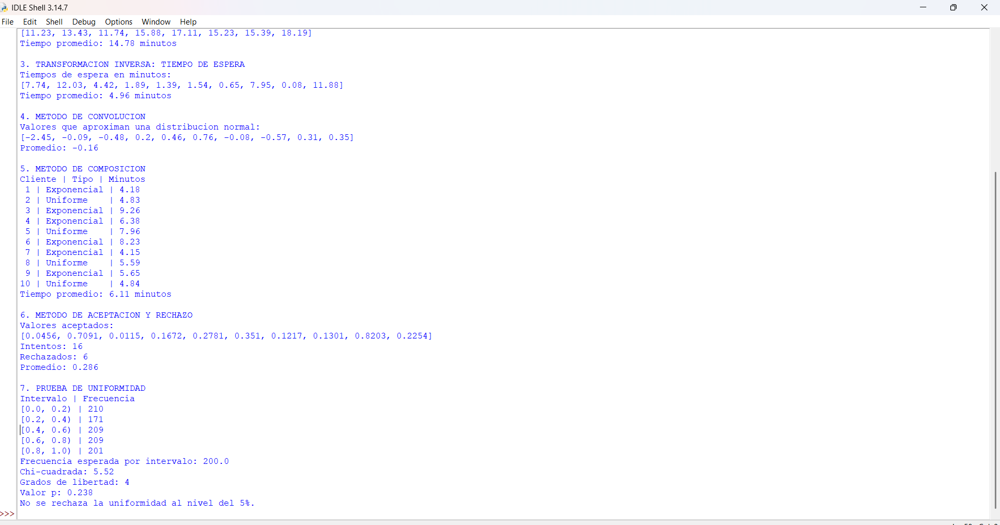 IDLE Shell 3.14.7
File Edit Shell Debug Options Window Help
[11.23, 13.43, 11.74, 15.88, 17.11, 15.23, 15.39, 18.19]
Tiempo promedio: 14.78 minutos
3. TRANSFORMACION INVERSA: TIEMPO DE ESPERA
Tiempos de espera en minutos:
[7.74, 12.03, 4.42, 1.89, 1.39, 1.54, 0.65, 7.95, 0.08, 11.88]
Tiempo promedio: 4.96 minutos
4. METODO DE CONVOLUCION
Valores que aproximan una distribucion normal:
[-2.45, -0.09, -0.48, 0.2, 0.46, 0.76, -0.08, -0.57, 0.31, 0.35]
Promedio: -0.16
5. METODO DE COMPOSICION
Cliente | Tipo | Minutos
1 | Exponencial | 4.18
2 | Uniforme | 4.83
3 | Exponencial | 9.26
4 | Exponencial | 6.38
5 | Uniforme | 7.96
6 | Exponencial | 8.23
7 | Exponencial | 4.15
8 | Uniforme | 5.59
9 | Exponencial | 5.65
10 | Uniforme | 4.84
Tiempo promedio: 6.11 minutos
6. METODO DE ACEPTACION Y RECHAZO
Valores aceptados:
[0.0456, 0.7091, 0.0115, 0.1672, 0.2781, 0.351, 0.1217, 0.1301, 0.8203, 0.2254]
Intentos: 16
Rechazados: 6
Promedio: 0.286
7. PRUEBA DE UNIFORMIDAD
Intervalo | Frecuencia
[0.0, 0.2) | 210
[0.2, 0.4) | 171
[0.4, 0.6) | 209
[0.6, 0.8) | 209
[0.8, 1.0) | 201
Frecuencia esperada por intervalo: 200.0
Chi-cuadrada: 5.52
Grados de libertad: 4
Valor p: 0.238
No se rechaza la uniformidad al nivel del 5%.
>>>